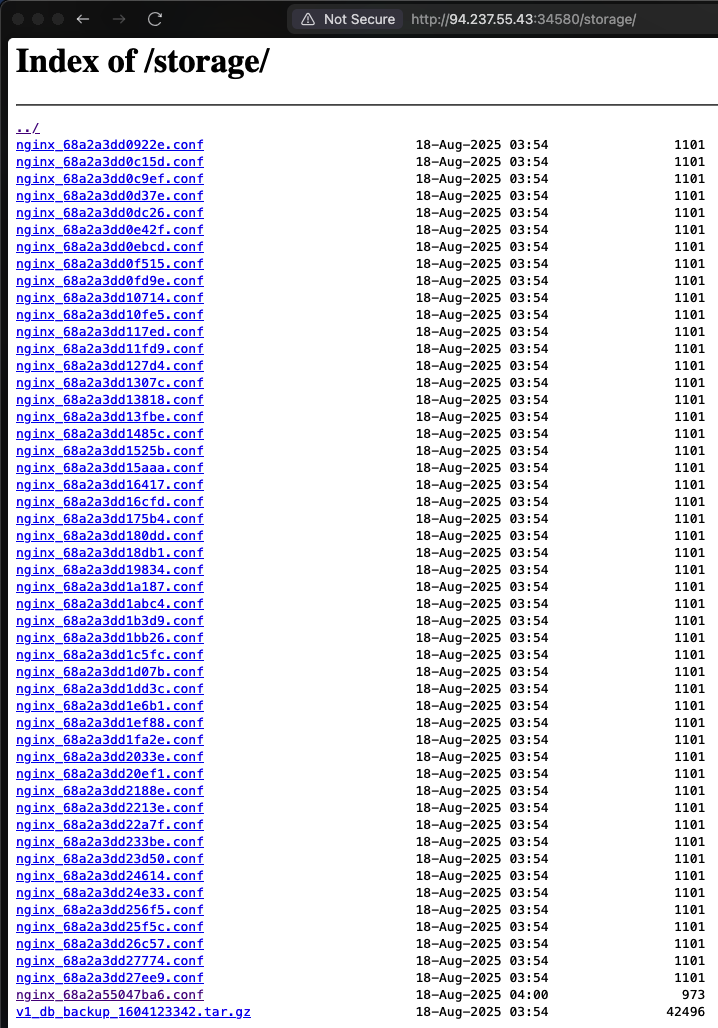 Not Secure http://94.237.55.43:34580/storage/
Index of /storage/
../
nginx_68a2a3dd0922e.conf 18-Aug-2025 03:54 1101
nginx_68a2a3dd0c15d.conf 18-Aug-2025 03:54 1101
nginx_68a2a3dd0c9ef.conf 18-Aug-2025 03:54 1101
nginx_68a2a3dd0d37e.conf 18-Aug-2025 03:54 1101
nginx_68a2a3dd0dc26.conf 18-Aug-2025 03:54 1101
nginx_68a2a3dd0e42f.conf 18-Aug-2025 03:54 1101
nginx_68a2a3dd0ebcd.conf 18-Aug-2025 03:54 1101
nginx_68a2a3dd0f515.conf 18-Aug-2025 03:54 1101
nginx_68a2a3dd0fd9e.conf 18-Aug-2025 03:54 1101
nginx_68a2a3dd10714.conf 18-Aug-2025 03:54 1101
nginx_68a2a3dd10fe5.conf 18-Aug-2025 03:54 1101
nginx_68a2a3dd117ed.conf 18-Aug-2025 03:54 1101
nginx_68a2a3dd11fd9.conf 18-Aug-2025 03:54 1101
nginx_68a2a3dd127d4.conf 18-Aug-2025 03:54 1101
nginx_68a2a3dd1307c.conf 18-Aug-2025 03:54 1101
nginx_68a2a3dd13818.conf 18-Aug-2025 03:54 1101
nginx_68a2a3dd13fbe.conf 18-Aug-2025 03:54 1101
nginx_68a2a3dd1485c.conf 18-Aug-2025 03:54 1101
nginx_68a2a3dd1525b.conf 18-Aug-2025 03:54 1101
nginx_68a2a3dd15aaa.conf 18-Aug-2025 03:54 1101
nginx_68a2a3dd16417.conf 18-Aug-2025 03:54 1101
nginx_68a2a3dd16cfd.conf 18-Aug-2025 03:54 1101
nginx_68a2a3dd175b4.conf 18-Aug-2025 03:54 1101
nginx_68a2a3dd180dd.conf 18-Aug-2025 03:54 1101
nginx_68a2a3dd18db1.conf 18-Aug-2025 03:54 1101
nginx_68a2a3dd19834.conf 18-Aug-2025 03:54 1101
nginx_68a2a3dd1a187.conf 18-Aug-2025 03:54 1101
nginx_68a2a3dd1abc4.conf 18-Aug-2025 03:54 1101
nginx_68a2a3dd1b3d9.conf 18-Aug-2025 03:54 1101
nginx_68a2a3dd1bb26.conf 18-Aug-2025 03:54 1101
nginx_68a2a3dd1c5fc.conf 18-Aug-2025 03:54 1101
nginx_68a2a3dd1d07b.conf 18-Aug-2025 03:54 1101
nginx_68a2a3dd1dd3c.conf 18-Aug-2025 03:54 1101
nginx_68a2a3dd1e6b1.conf 18-Aug-2025 03:54 1101
nginx_68a2a3dd1ef88.conf 18-Aug-2025 03:54 1101
nginx_68a2a3dd1fa2e.conf 18-Aug-2025 03:54 1101
nginx_68a2a3dd2033e.conf 18-Aug-2025 03:54 1101
nginx_68a2a3dd20ef1.conf 18-Aug-2025 03:54 1101
nginx_68a2a3dd2188e.conf 18-Aug-2025 03:54 1101
nginx_68a2a3dd2213e.conf 18-Aug-2025 03:54 1101
nginx_68a2a3dd22a7f.conf 18-Aug-2025 03:54 1101
nginx_68a2a3dd233be.conf 18-Aug-2025 03:54 1101
nginx_68a2a3dd23d50.conf 18-Aug-2025 03:54 1101
nginx_68a2a3dd24614.conf 18-Aug-2025 03:54 1101
nginx_68a2a3dd24e33.conf 18-Aug-2025 03:54 1101
nginx_68a2a3dd256f5.conf 18-Aug-2025 03:54 1101
nginx_68a2a3dd25f5c.conf 18-Aug-2025 03:54 1101
nginx_68a2a3dd26c57.conf 18-Aug-2025 03:54 1101
nginx_68a2a3dd27774.conf 18-Aug-2025 03:54 1101
nginx_68a2a3dd27ee9.conf 18-Aug-2025 03:54 1101
nginx_68a2a55047ba6.conf 18-Aug-2025 04:00 973
v1_db_backup_1604123342.tar.gz 18-Aug-2025 03:54 42496